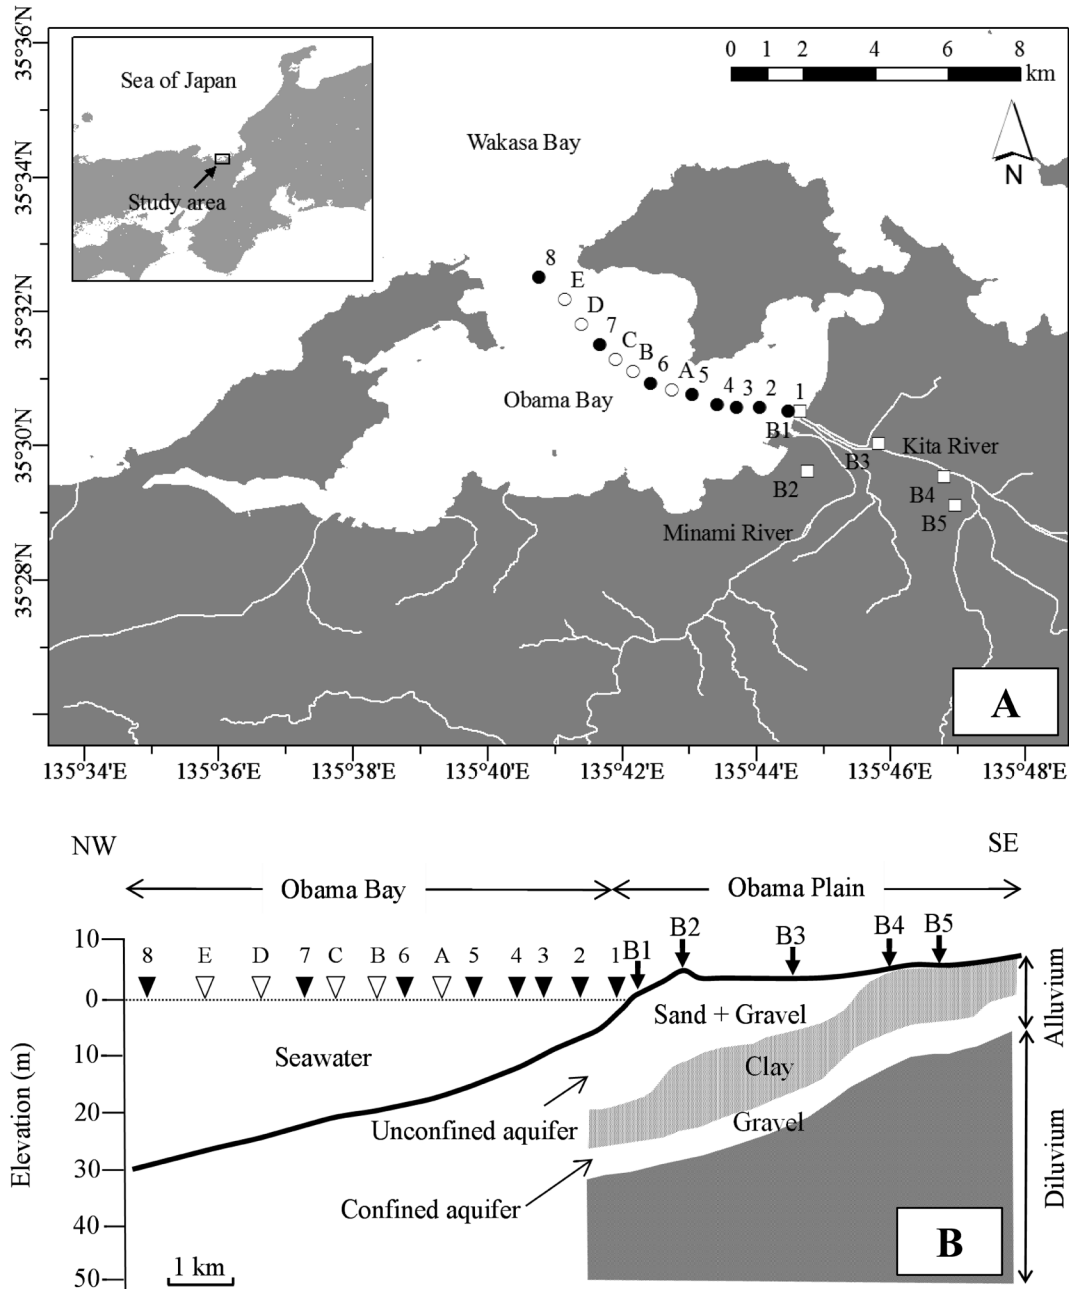 35°36'N
35°34'N
35°32'N
35°30'N
35°28'N
0 1 2 4 6 8
km
Sea of Japan
Study area
Wakasa Bay
N
8
E
D
7
C
B
6
A
5
4
3
2
1
Obama Bay
B1
B2
B3
Kita River
B4
B5
Minami River
A
135°34'E 135°36'E 135°38'E 135°40'E 135°42'E 135°44'E 135°46'E 135°48'E
NW
SE
Obama Bay
Obama Plain
8 E D 7 C B 6 A 5 4 3 2 1 B1 B2 B3 B4 B5
10
0
10
20
30
40
50
Elevation (m)
Sand + Gravel
Seawater
Clay
Unconfined aquifer
Gravel
Confined aquifer
Alluvium
Diluvium
1 km
B